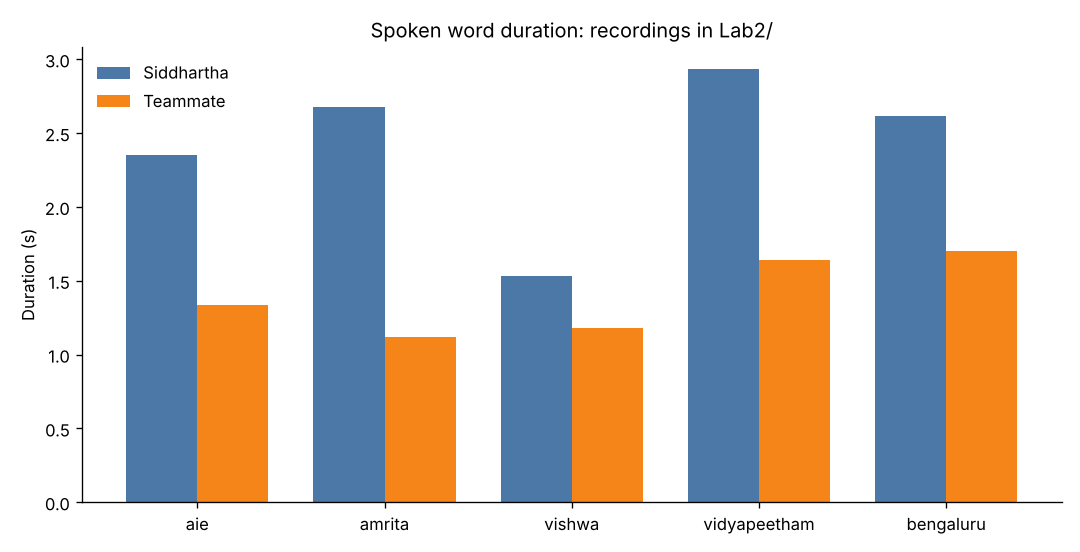 Spoken word duration: recordings in Lab2/
Siddhartha
Teammate
Duration (s)
3.0
2.5
2.0
1.5
1.0
0.5
0.0
aie
amrita
vishwa
vidyapeetham
bengaluru